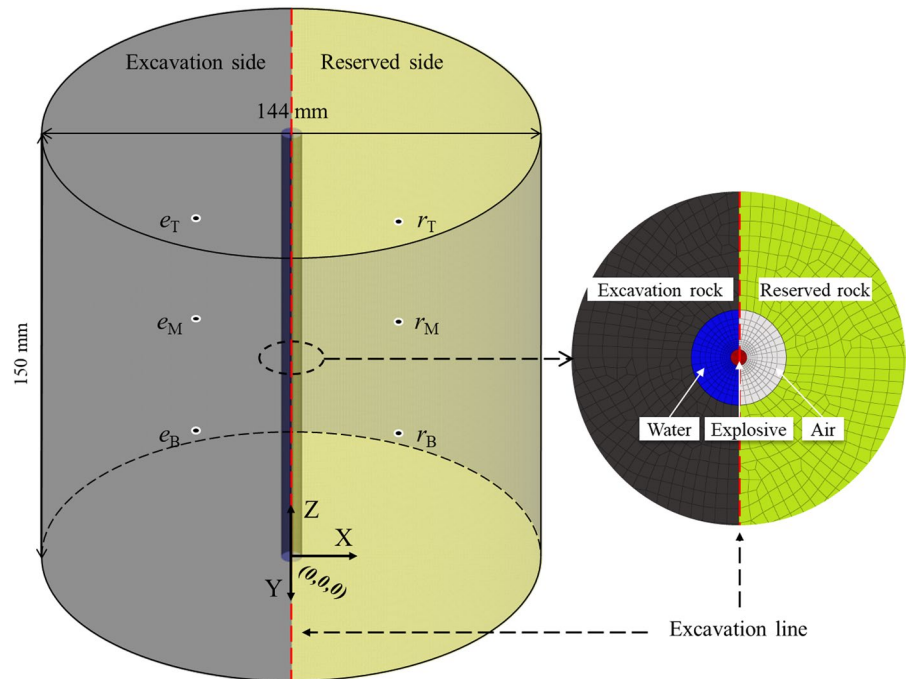 Excavation side
Reserved side
144 mm
150 mm
eT
rT
eM
rM
eB
rB
Z
X
Y
(0,0,0)
Excavation rock
Reserved rock
Water
Explosive
Air
Excavation line